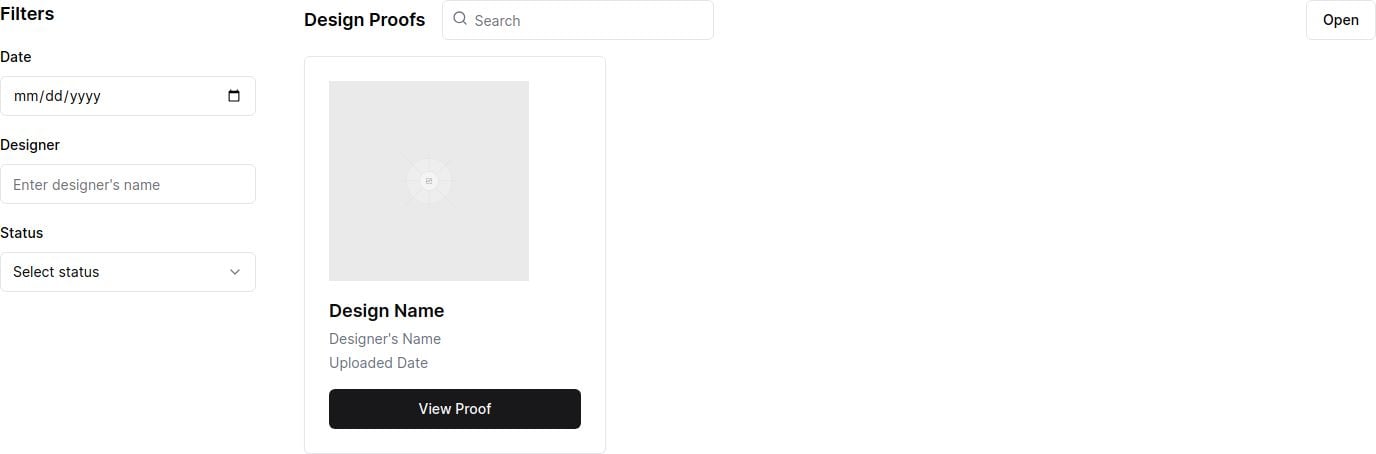 Filters
Date
mm/dd/yyyy
Designer
Enter designer's name
Status
Select status
Design Proofs
Search
Open
Design Name
Designer's Name
Uploaded Date
View Proof